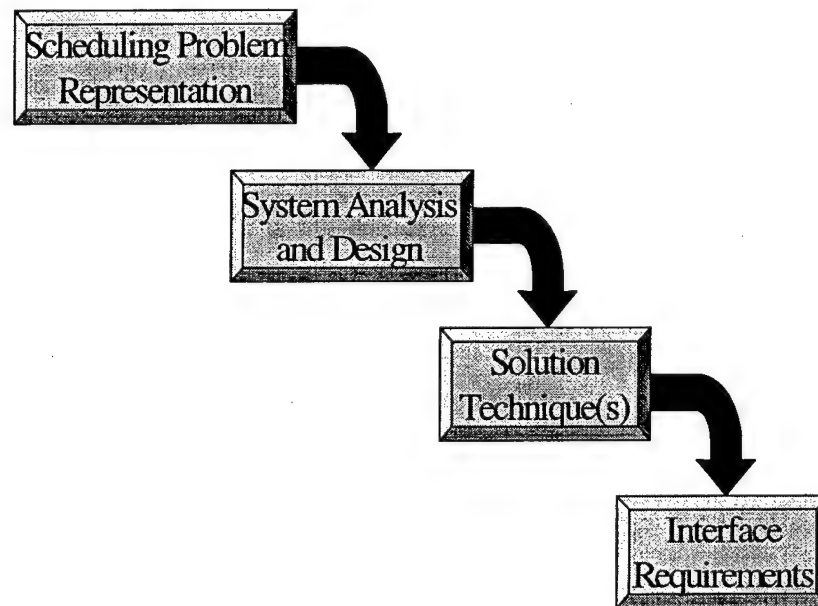 Scheduling Problem
Representation
System Analysis
and Design
Solution
Technique(s)
Interface
Requirements